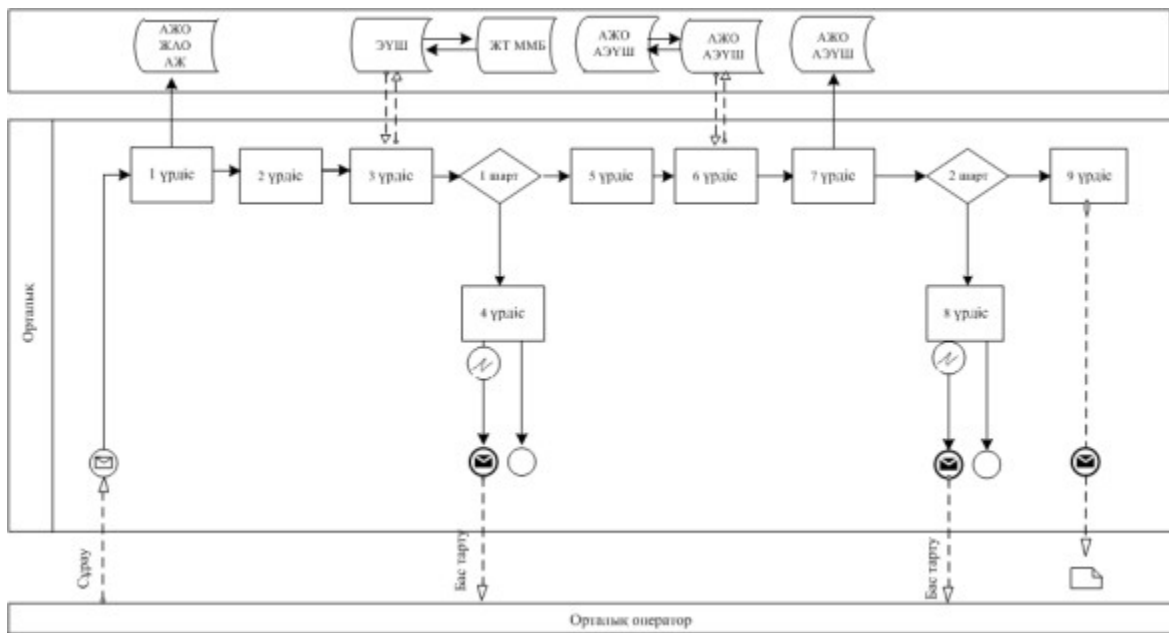 АЖО
ЖЛО
АЖ
ЭҮШ
ЖТ ММБ
АЖО
АЭҮШ
АЖО
АЭҮШ
АЖО
АЭҮШ
1 үрдіс
2 үрдіс
3 үрдіс
1 шарт
5 үрдіс
6 үрдіс
7 үрдіс
2 шарт
9 үрдіс
4 үрдіс
8 үрдіс
Орталық
Сұрау
Бас тарту
Бас тарту
Орталық оператор